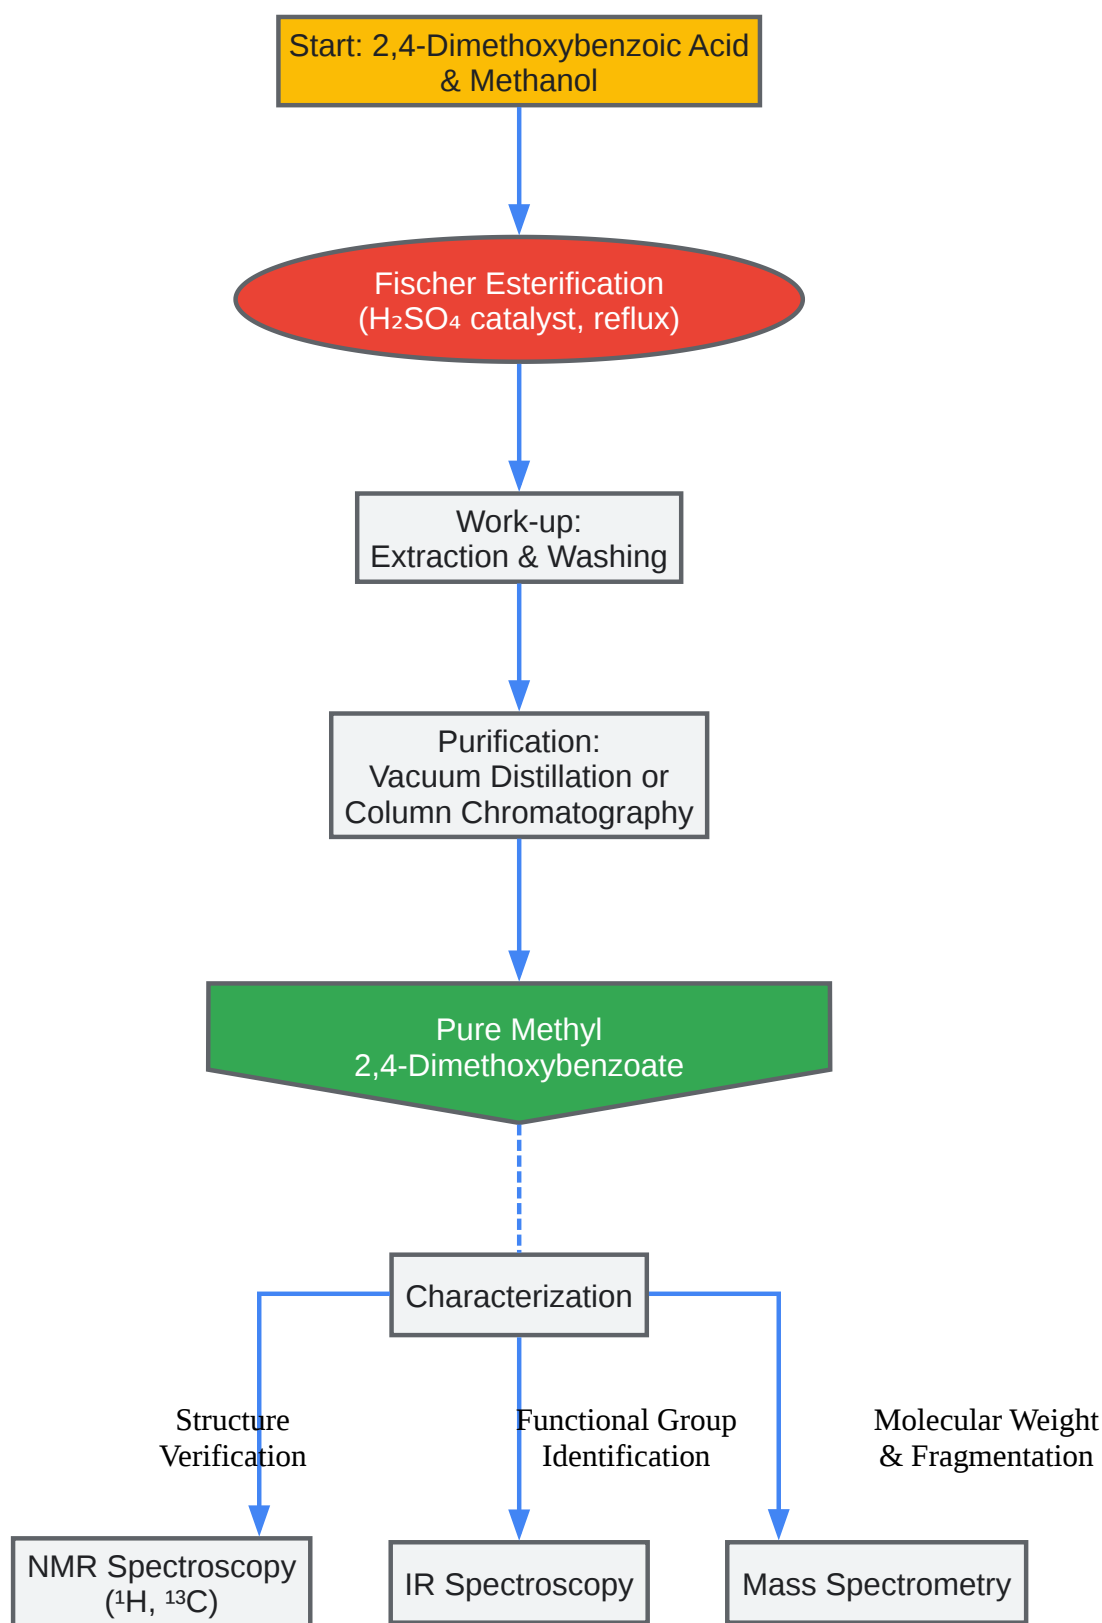 Start: 2,4-Dimethoxybenzoic Acid
& Methanol
Fischer Esterification
(H₂SO₄ catalyst, reflux)
Work-up:
Extraction & Washing
Purification:
Vacuum Distillation or
Column Chromatography
Pure Methyl
2,4-Dimethoxybenzoate
Characterization
Structure
Verification
Functional Group
Identification
Molecular Weight
& Fragmentation
NMR Spectroscopy
(¹H, ¹³C)
IR Spectroscopy
Mass Spectrometry